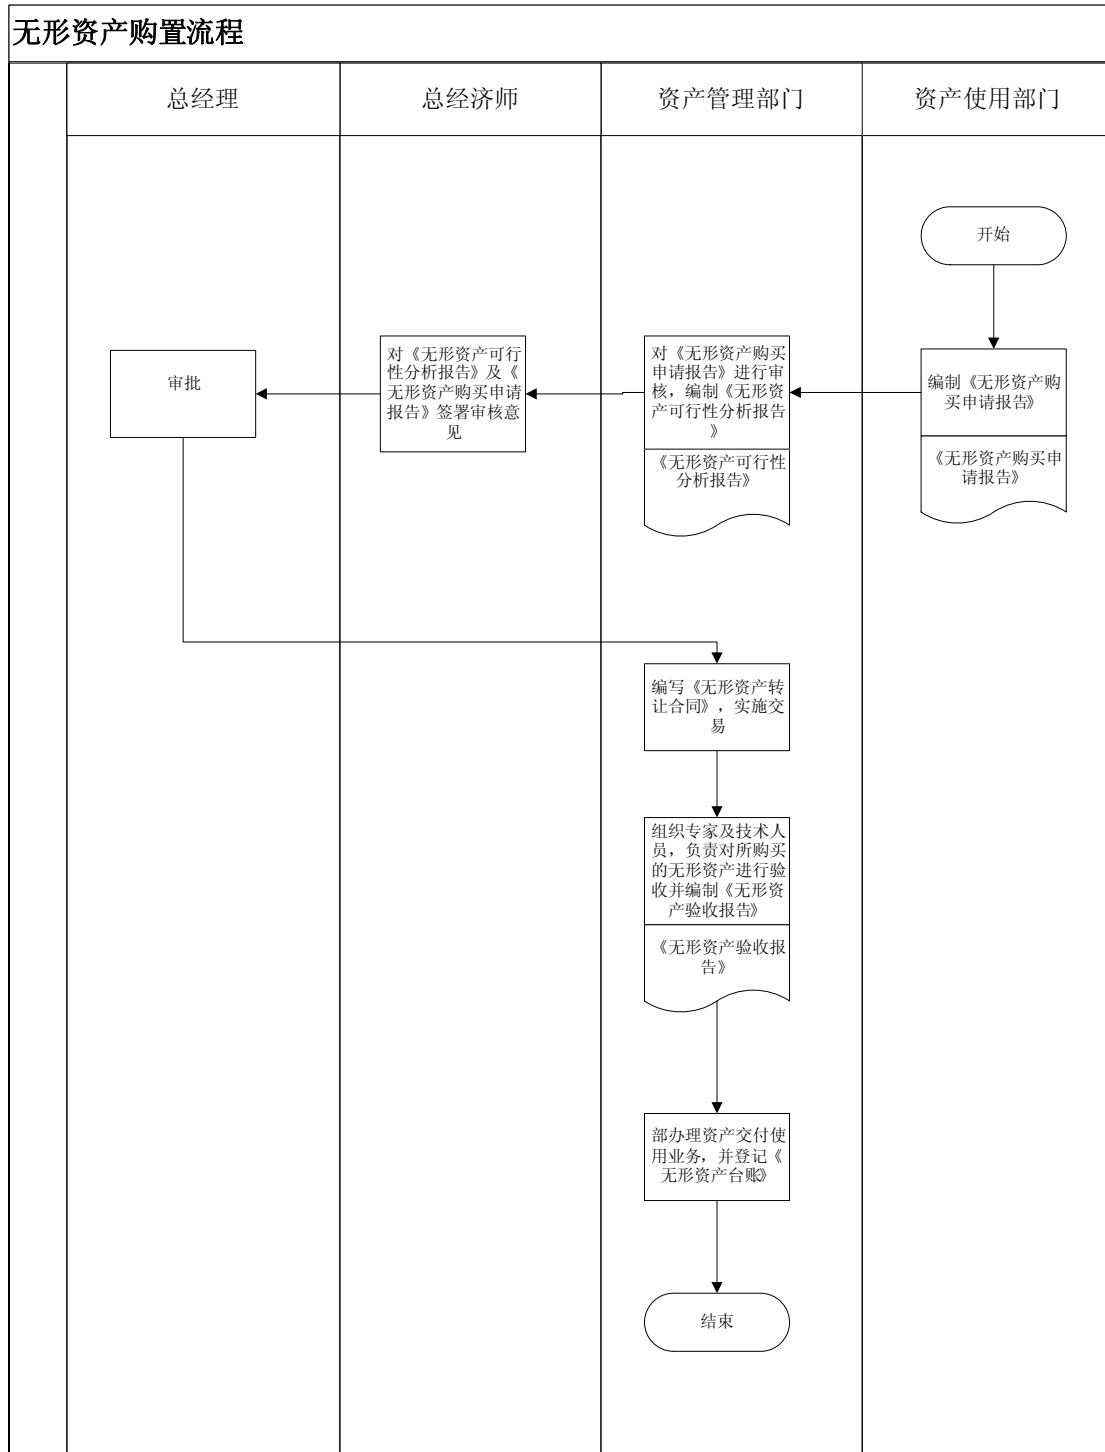 无形资产购置流程
总经理
总经济师
资产管理部门
资产使用部门
开始
编制《无形资产购
买申请报告》
《无形资产购买申
请报告》
对《无形资产购买
申请报告》进行审
核，编制《无形资
产可行性分析报告
》
《无形资产可行性
分析报告》
对《无形资产可行
性分析报告》及《
无形资产购买申请
报告》签署审核意
见
审批
编写《无形资产转
让合同》，实施交
易
组织专家及技术人
员，负责对所购买
的无形资产进行验
收并编制《无形资
产验收报告》
《无形资产验收报
告》
部办理资产交付使
用业务，并登记《
无形资产台账》
结束